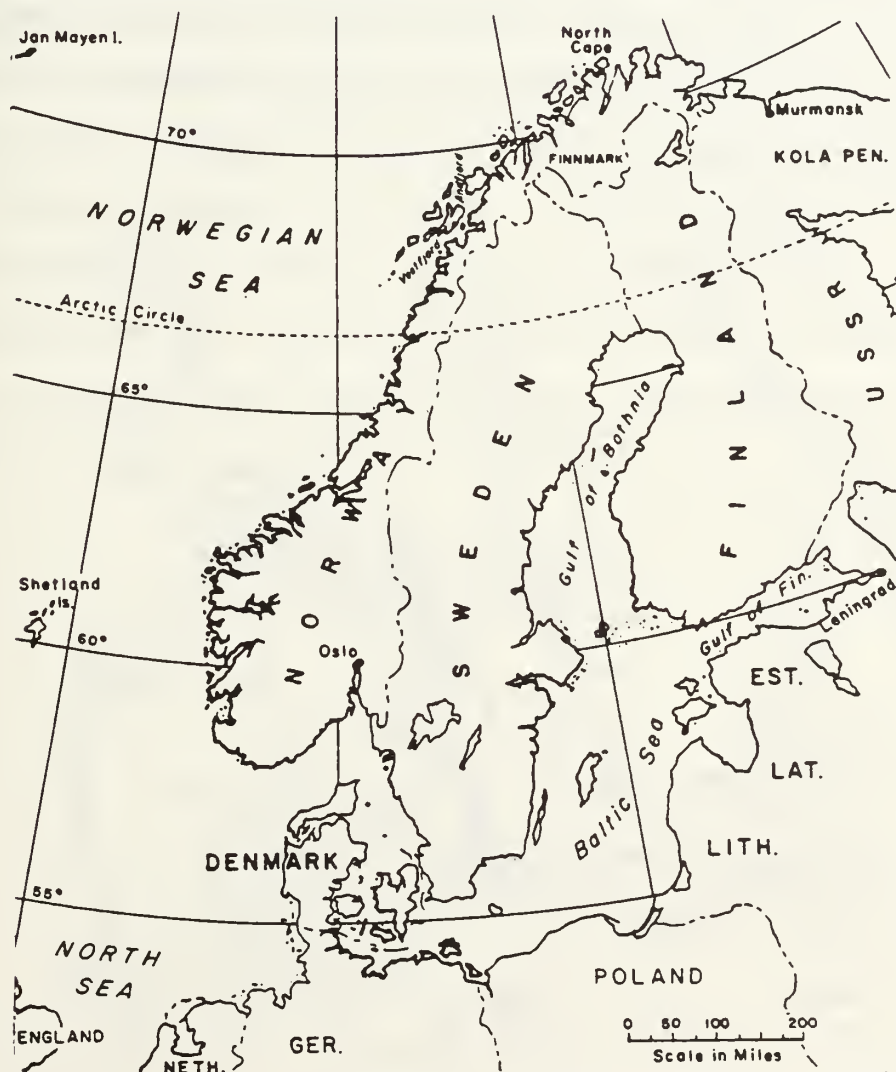 Jan Mayen I.
North
Cape
Murmansk
70°
FINNMARK
KOLA PEN.
Andfjord
NORWEGIAN
SEA
Vestfjord
Arctic Circle
65°
USSR
FINLAND
SWEDEN
NORWAY
Gulf of Bothnia
Shetland
Is.
60°
Oslo
Gulf of Fin.
Leningrad
EST.
Baltic Sea
LAT.
DENMARK
LITH.
55°
NORTH
SEA
POLAND
ENGLAND
NETH.
GER.
0 50 100 200
Scale in Miles